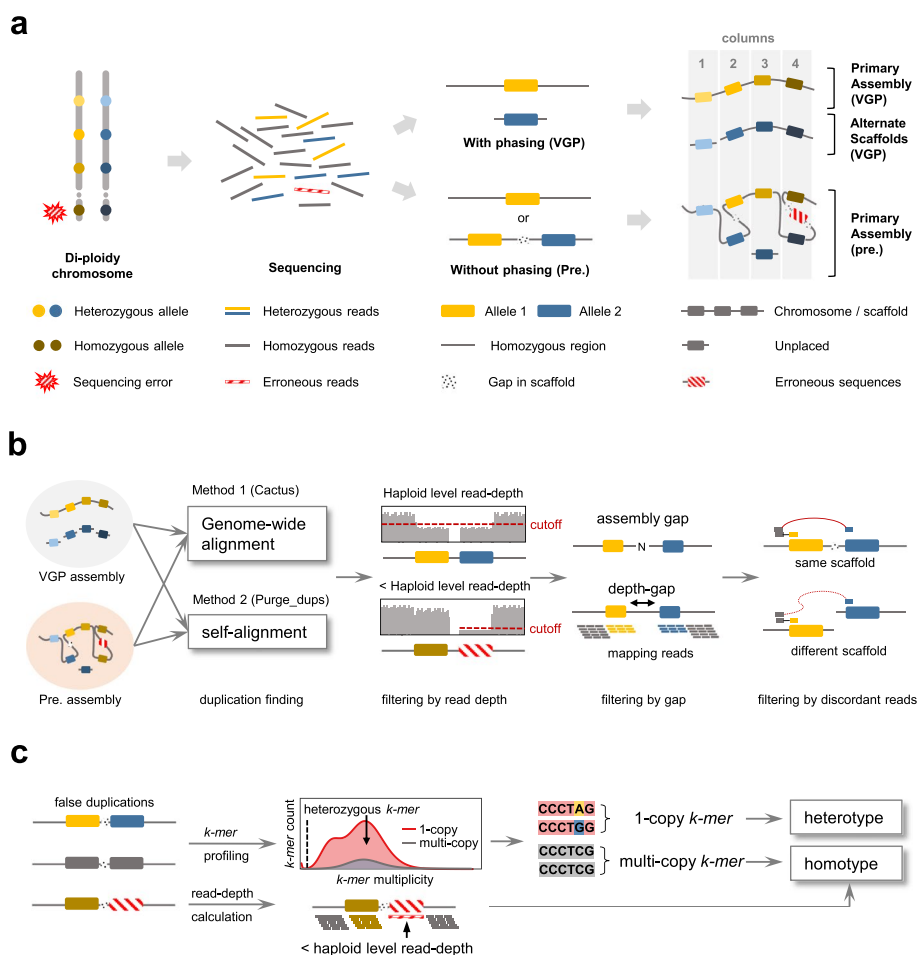 a
columns
1 2 3 4
Primary
Assembly
(VGP)
Alternate
Scaffolds
(VGP)
Primary
Assembly
(pre.)
With phasing (VGP)
or
Without phasing (Pre.)
Di-ploidy
chromosome
Sequencing
Heterozygous allele
Heterozygous reads
Allele 1
Allele 2
Chromosome / scaffold
Homozygous allele
Homozygous reads
Homozygous region
Unplaced
Sequencing error
Erroneous reads
Gap in scaffold
Erroneous sequences
b
VGP assembly
Pre. assembly
Method 1 (Cactus)
Genome-wide
alignment
Method 2 (Purge_dups)
self-alignment
duplication finding
Haploid level read-depth
cutoff
< Haploid level read-depth
cutoff
filtering by read depth
assembly gap
N
depth-gap
mapping reads
filtering by gap
same scaffold
different scaffold
filtering by discordant reads
c
false duplications
k-mer
profiling
read-depth
calculation
k-mer count
heterozygous k-mer
1-copy
multi-copy
k-mer multiplicity
< haploid level read-depth
CCCTAG
CCCTGG
1-copy k-mer
heterotype
CCCTCG
CCCTCG
multi-copy k-mer
homotype